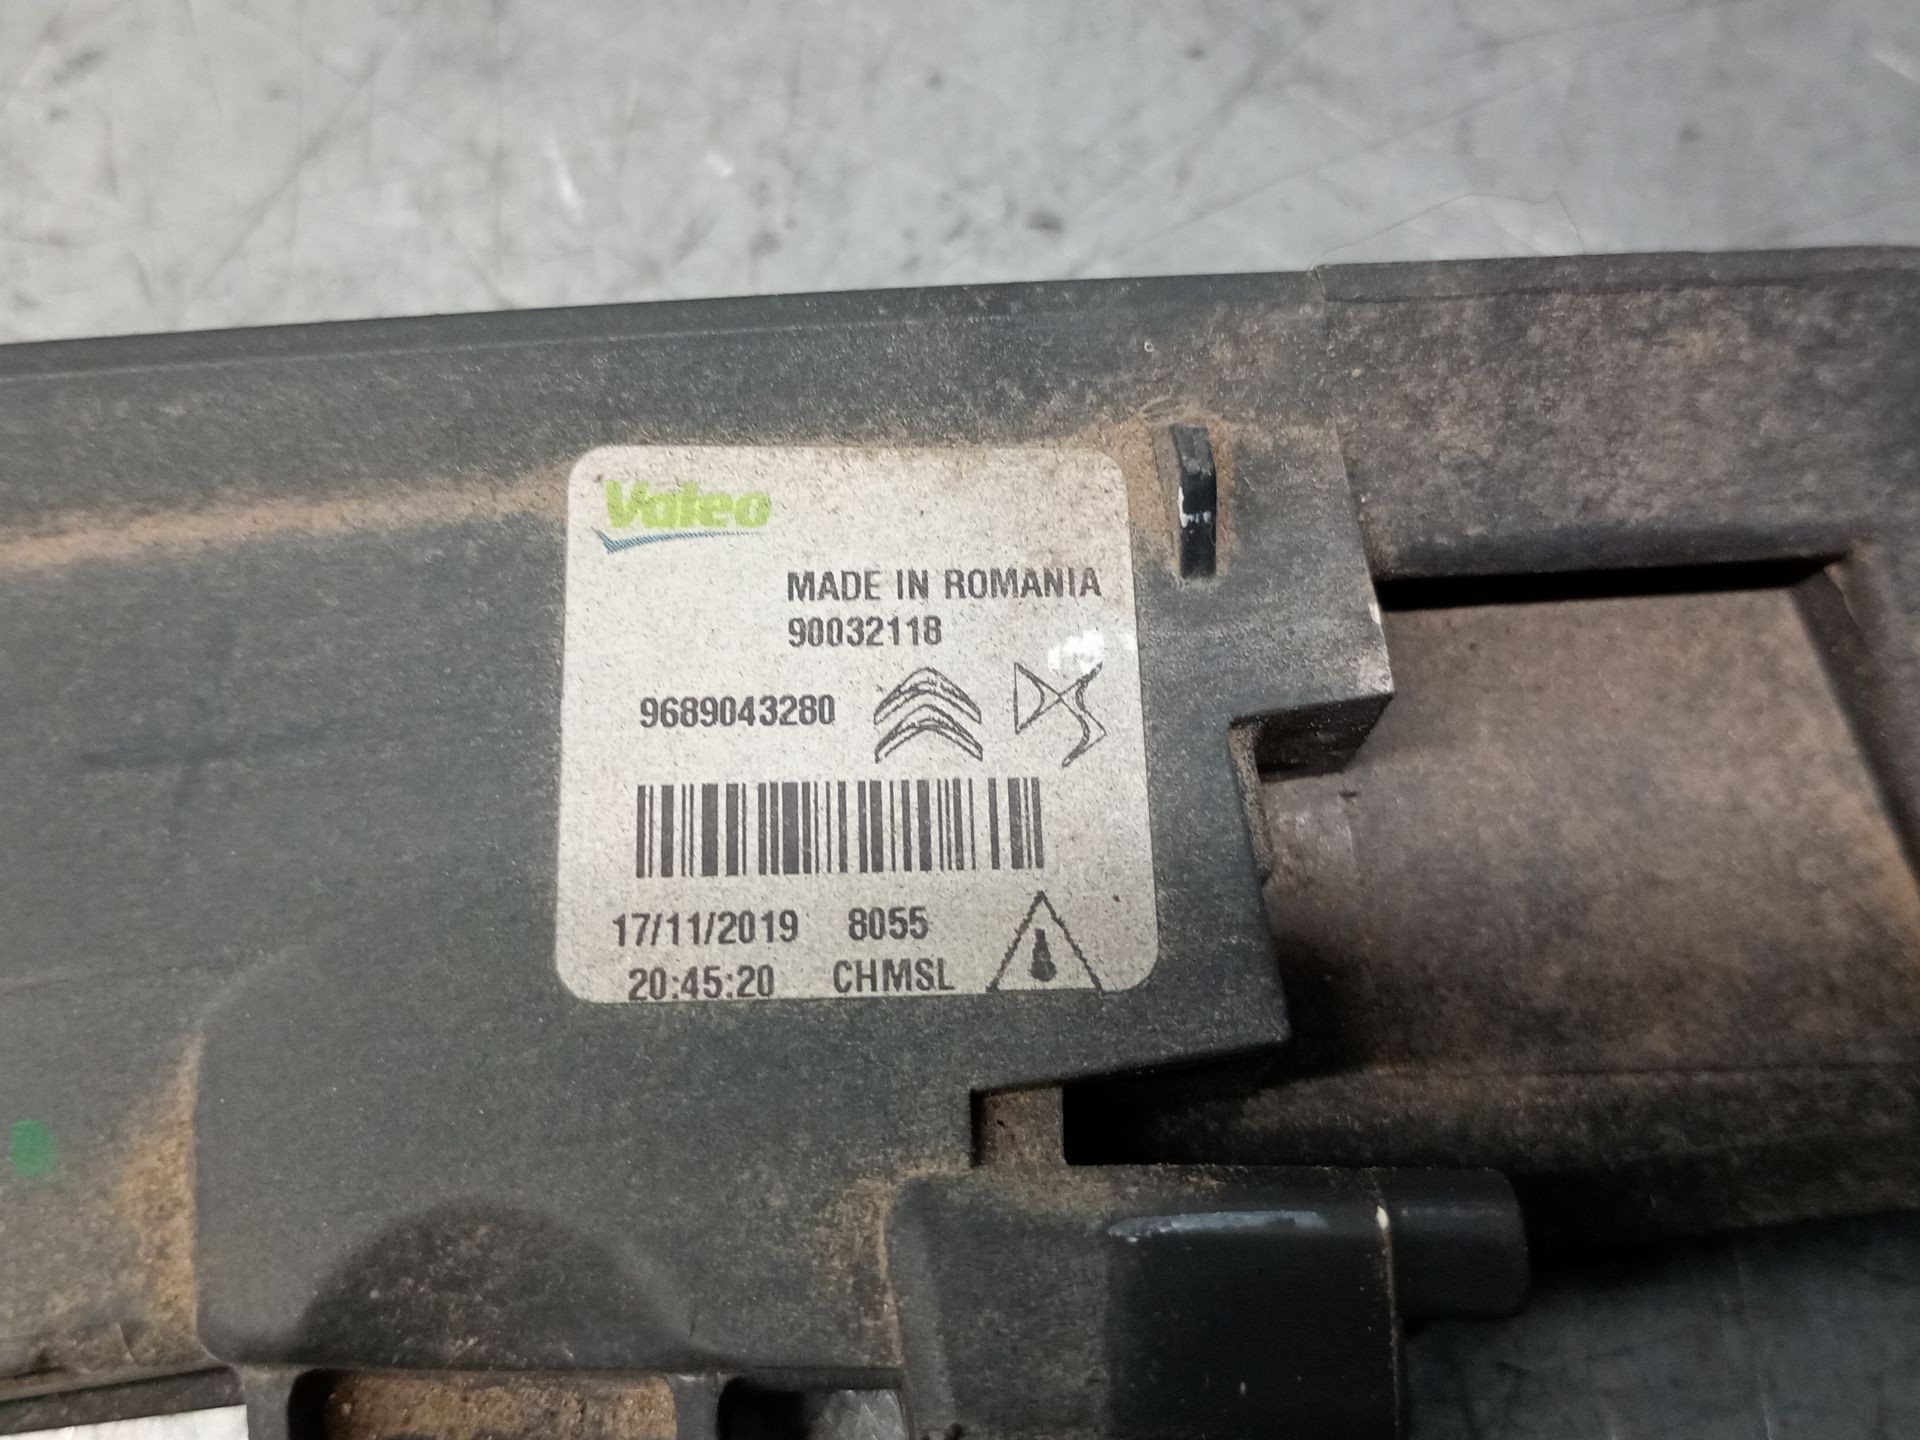 Valeo
MADE IN ROMANIA
90032118
9689043280
17/11/2019 8055
20:45:20 CHMSL